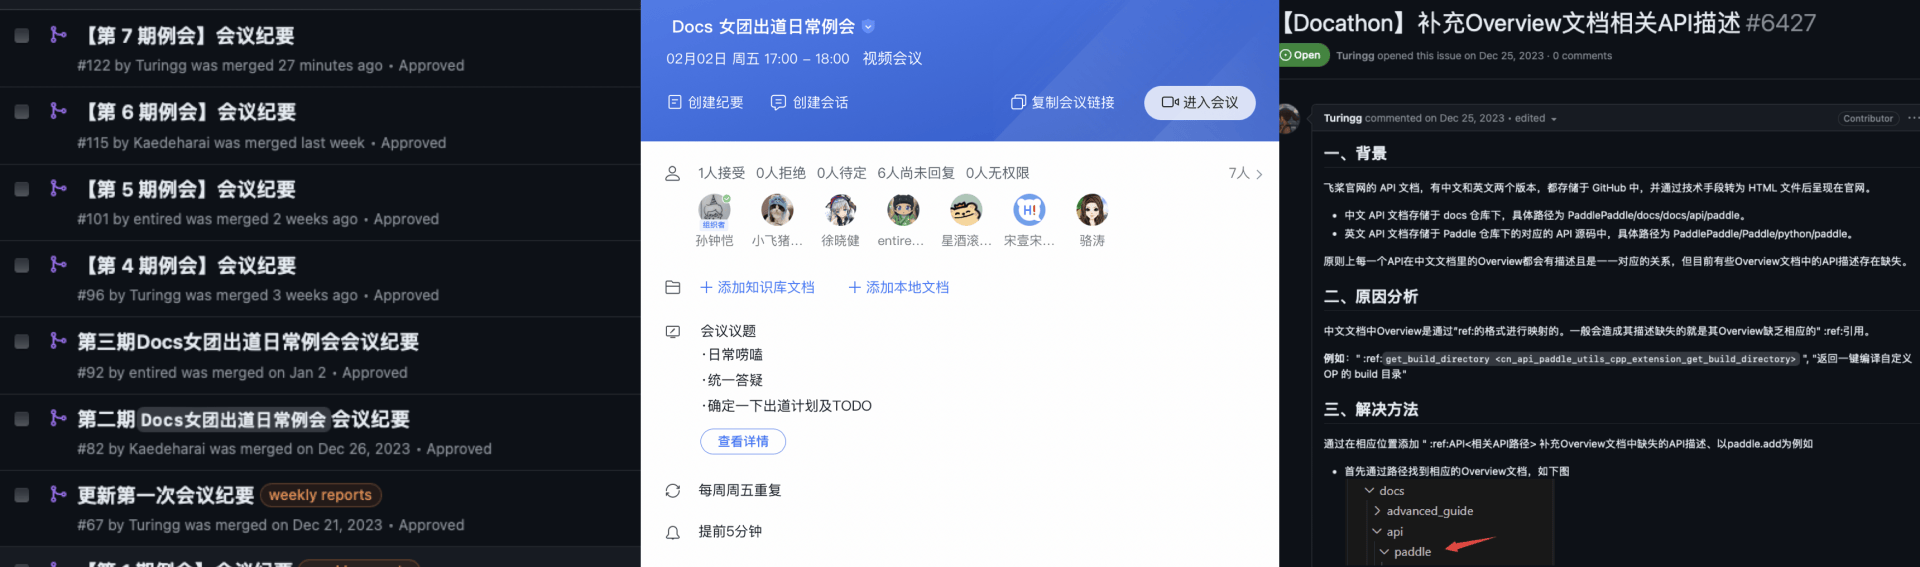 【第 7 期例会】会议纪要
#122 by Turingg was merged 27 minutes ago • Approved
【第 6 期例会】会议纪要
#115 by Kaedeharai was merged last week • Approved
【第 5 期例会】会议纪要
#101 by entired was merged 2 weeks ago • Approved
【第 4 期例会】会议纪要
#96 by Turingg was merged 3 weeks ago • Approved
第三期Docs女团出道日常例会会议纪要
#92 by entired was merged on Jan 2 • Approved
第二期 Docs女团出道日常例会 会议纪要
#82 by Kaedeharai was merged on Dec 26, 2023 • Approved
更新第一次会议纪要 weekly reports
#67 by Turingg was merged on Dec 21, 2023 • Approved
Docs 女团出道日常例会
02月02日 周五 17:00 – 18:00 视频会议
创建纪要 创建会话 复制会议链接 进入会议
1人接受 0人拒绝 0人待定 6人尚未回复 0人无权限 7人
组织者 H!
孙钟恺 小飞猪... 徐晓健 entire... 星酒滚... 宋壹宋... 骆涛
+ 添加知识库文档 + 添加本地文档
会议议题
·日常唠嗑
·统一答疑
·确定一下出道计划及TODO
查看详情
每周周五重复
提前5分钟
【Docathon】补充Overview文档相关API描述 #6427
Open Turingg opened this issue on Dec 25, 2023 · 0 comments
Turingg commented on Dec 25, 2023 • edited Contributor ...
一、背景
飞桨官网的 API 文档，有中文和英文两个版本，都存储于 GitHub 中，并通过技术手段转为 HTML 文件后呈现在官网。
• 中文 API 文档存储于 docs 仓库下，具体路径为 PaddlePaddle/docs/docs/api/paddle。
• 英文 API 文档存储于 Paddle 仓库下的对应的 API 源码中，具体路径为 PaddlePaddle/Paddle/python/paddle。
原则上每一个API在中文文档里的Overview都会有描述且是一一对应的关系，但目前有些Overview文档中的API描述存在缺失。
二、原因分析
中文文档中Overview是通过"ref:的格式进行映射的。一般会造成其描述缺失的就是其Overview缺乏相应的" :ref:引用。
例如：" :ref: get_build_directory <cn_api_paddle_utils_cpp_extension_get_build_directory> ", "返回一键编译自定义
OP 的 build 目录"
三、解决方法
通过在相应位置添加 " :ref:API<相关API路径> 补充Overview文档中缺失的API描述、以paddle.add为例如
• 首先通过路径找到相应的Overview文档，如下图
docs
advanced_guide
api
paddle